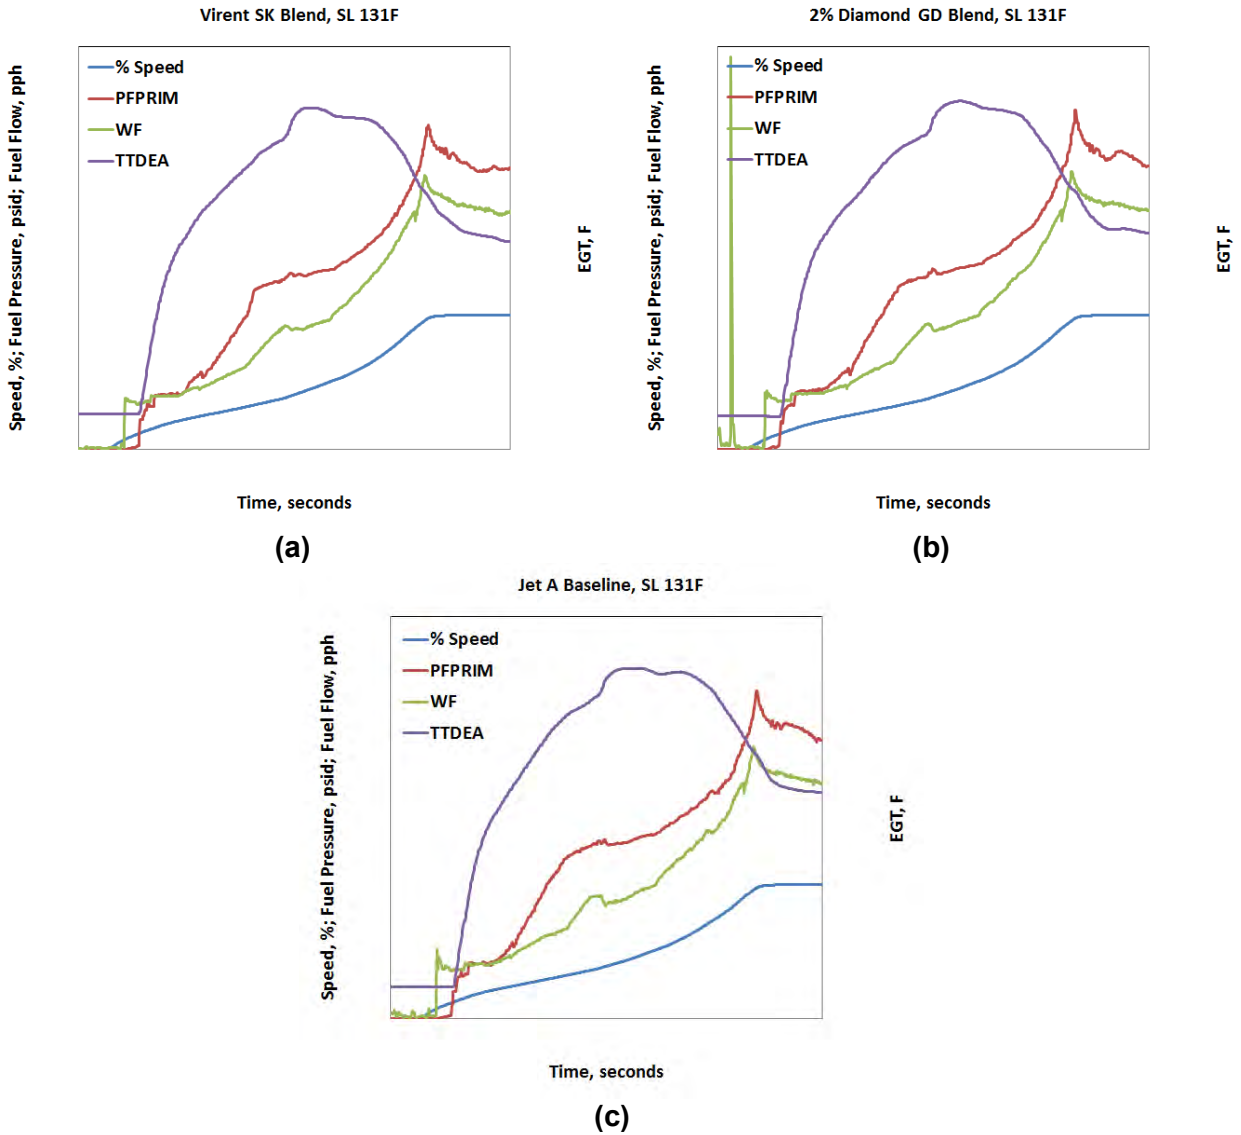 Virent SK Blend, SL 131F
Speed, %; Fuel Pressure, psid; Fuel Flow, pph
% Speed
PFPRIM
WF
TTDEA
EGT, F
Time, seconds
(a)
2% Diamond GD Blend, SL 131F
Speed, %; Fuel Pressure, psid; Fuel Flow, pph
% Speed
PFPRIM
WF
TTDEA
EGT, F
Time, seconds
(b)
Jet A Baseline, SL 131F
Speed, %; Fuel Pressure, psid; Fuel Flow, pph
% Speed
PFPRIM
WF
TTDEA
EGT, F
Time, seconds
(c)